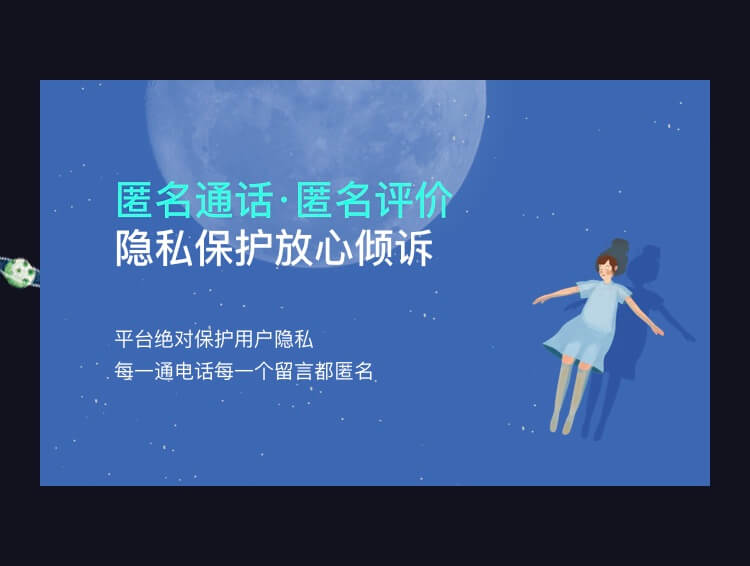 匿名通话·匿名评价
隐私保护放心倾诉
平台绝对保护用户隐私
每一通电话每一个留言都匿名